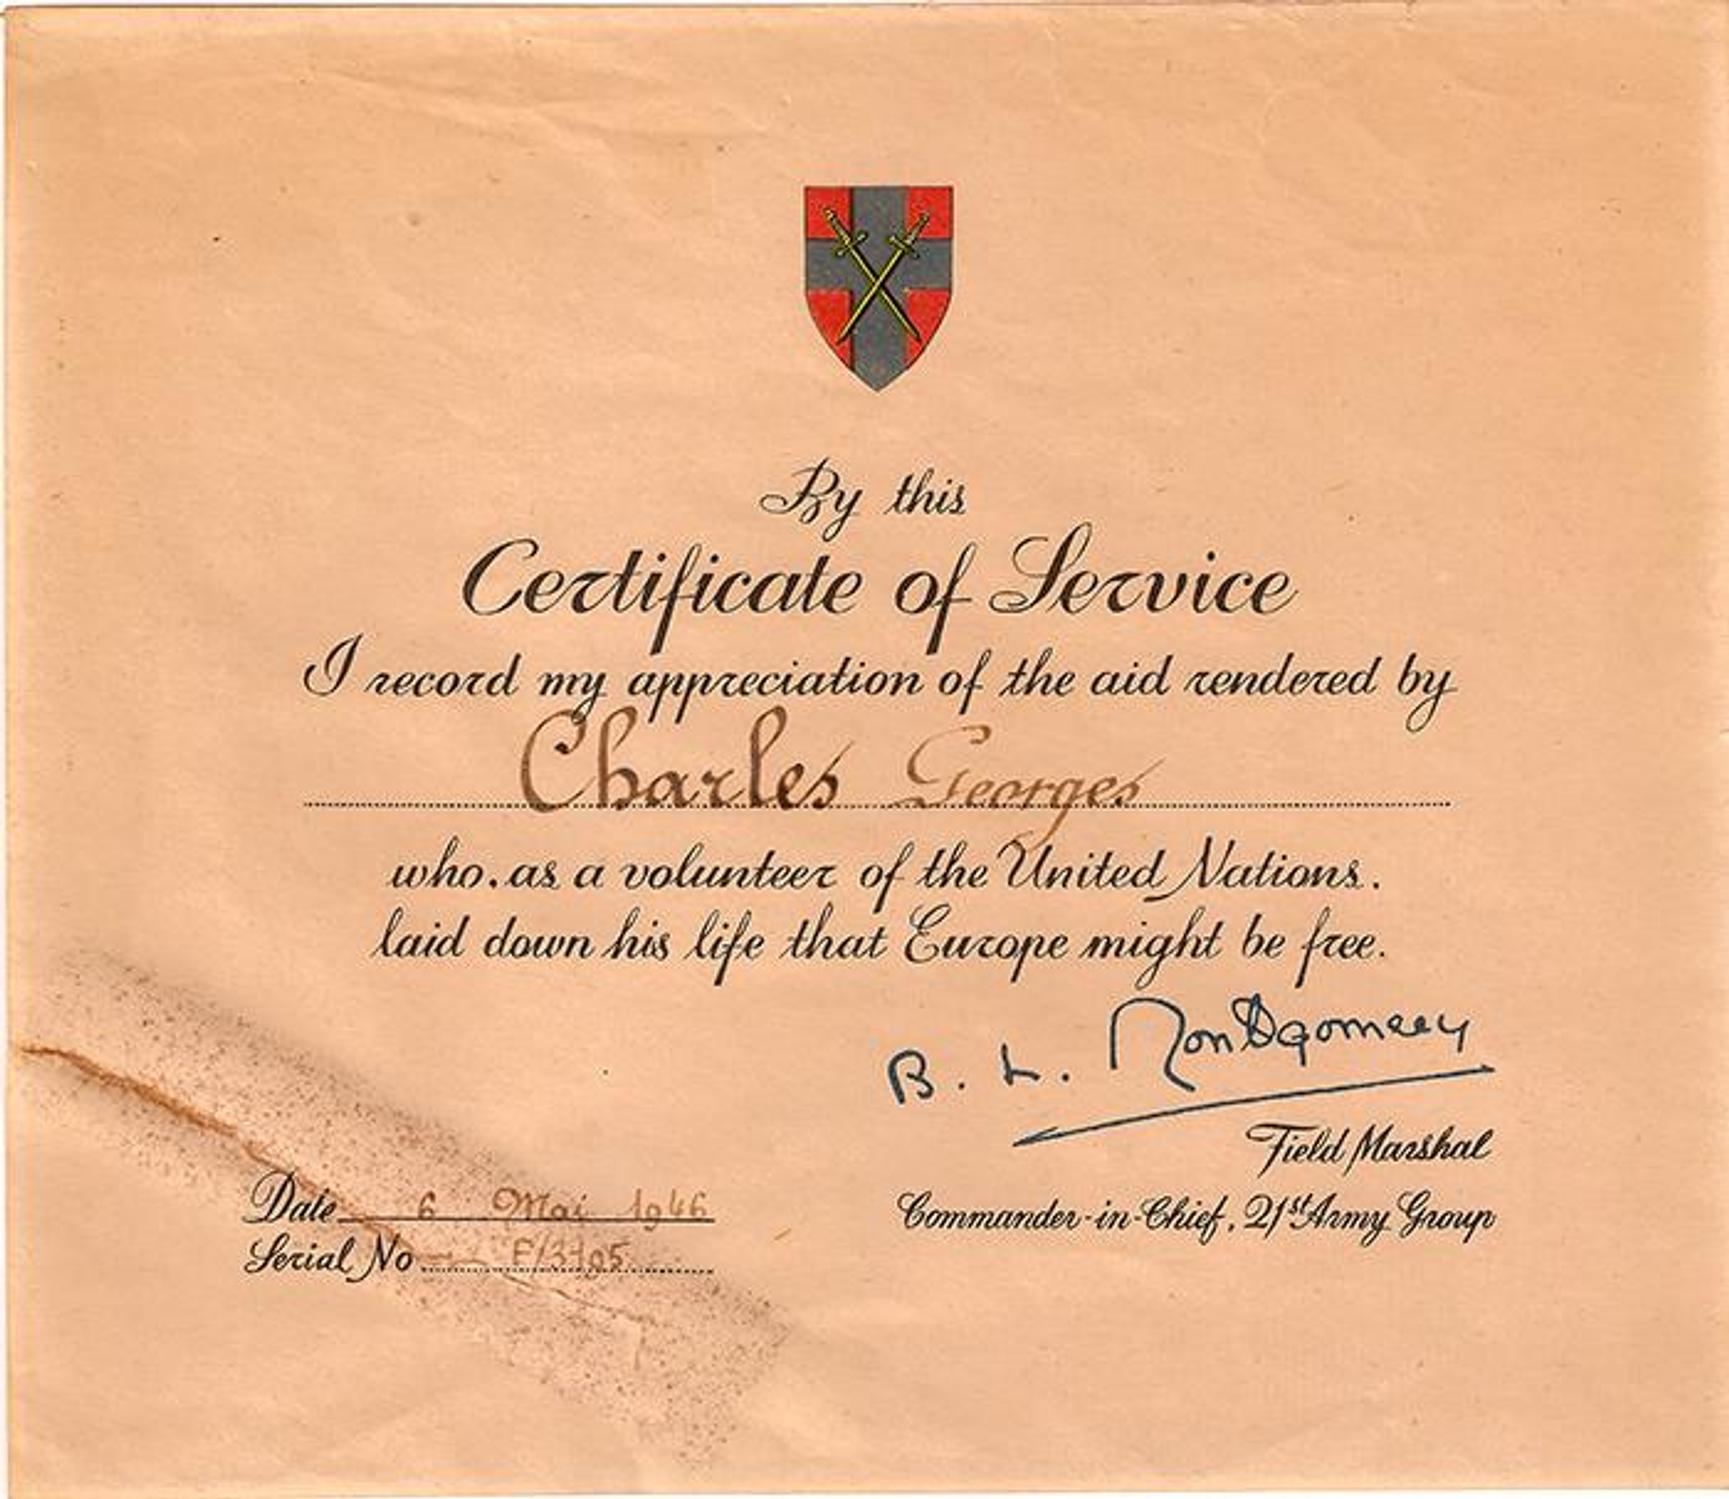 By this
Certificate of Service
I record my appreciation of the aid rendered by
Charles Georges
who, as a volunteer of the United Nations,
laid down his life that Europe might be free.
B. L. Montgomery
Field Marshal
Commander-in-Chief, 21st Army Group
Date 6 Mai 1946
Serial No F/3105